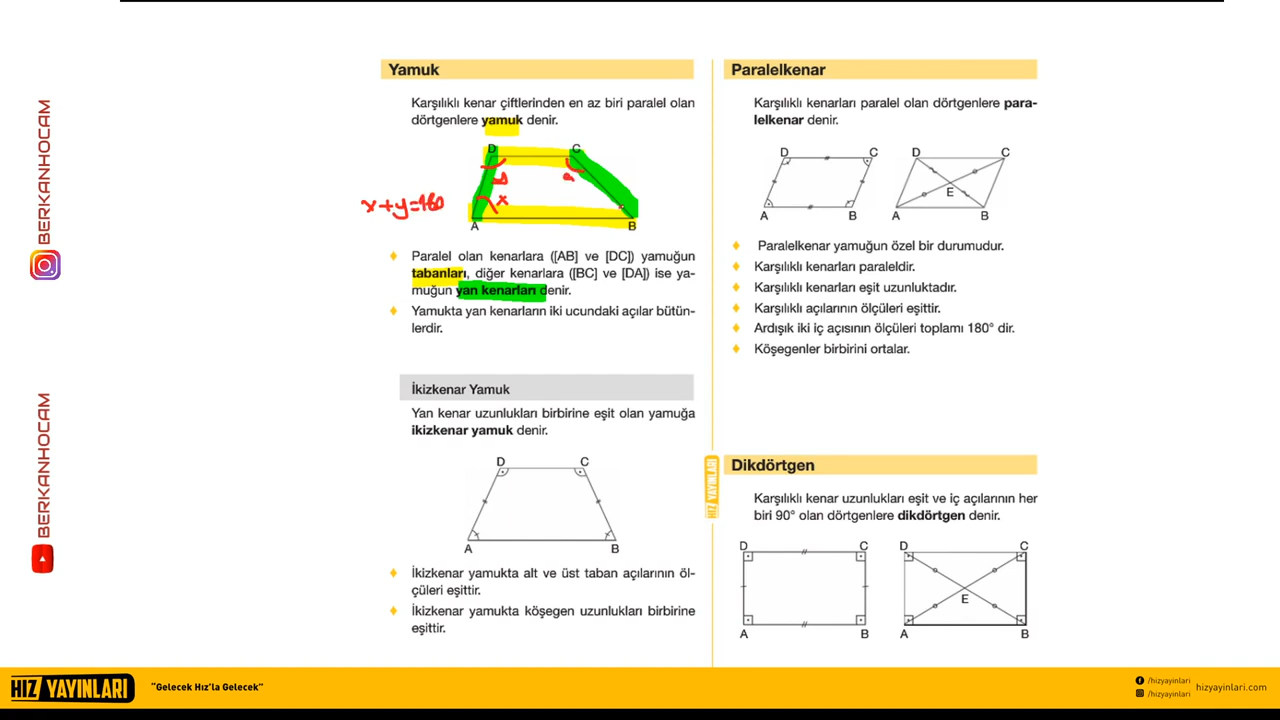 BERKANHOCAM
BERKANHOCAM
Yamuk
Karşılıklı kenar çiftlerinden en az biri paralel olan
dörtgenlere yamuk denir.
D C
y
x
x+y=180
A B
Paralel olan kenarlara ([AB] ve [DC]) yamuğun
tabanları, diğer kenarlara ([BC] ve [DA]) ise ya-
muğun yan kenarları denir.
Yamukta yan kenarların iki ucundaki açılar bütün-
lerdir.
İkizkenar Yamuk
Yan kenar uzunlukları birbirine eşit olan yamuğa
ikizkenar yamuk denir.
D C
A B
İkizkenar yamukta alt ve üst taban açılarının öl-
çüleri eşittir.
İkizkenar yamukta köşegen uzunlukları birbirine
eşittir.
Paralelkenar
Karşılıklı kenarları paralel olan dörtgenlere para-
lelkenar denir.
D C D C
E
A B A B
Paralelkenar yamuğun özel bir durumudur.
Karşılıklı kenarları paraleldir.
Karşılıklı kenarları eşit uzunluktadır.
Karşılıklı açılarının ölçüleri eşittir.
Ardışık iki iç açısının ölçüleri toplamı 180° dir.
Köşegenler birbirini ortalar.
HIZ YAYINLARI
Dikdörtgen
Karşılıklı kenar uzunlukları eşit ve iç açılarının her
biri 90° olan dörtgenlere dikdörtgen denir.
D C D C
E
A B A B
HIZ YAYINLARI
"Gelecek Hız'la Gelecek"
/hizyayinlari
/hizyayinlari
hizyayinlari.com